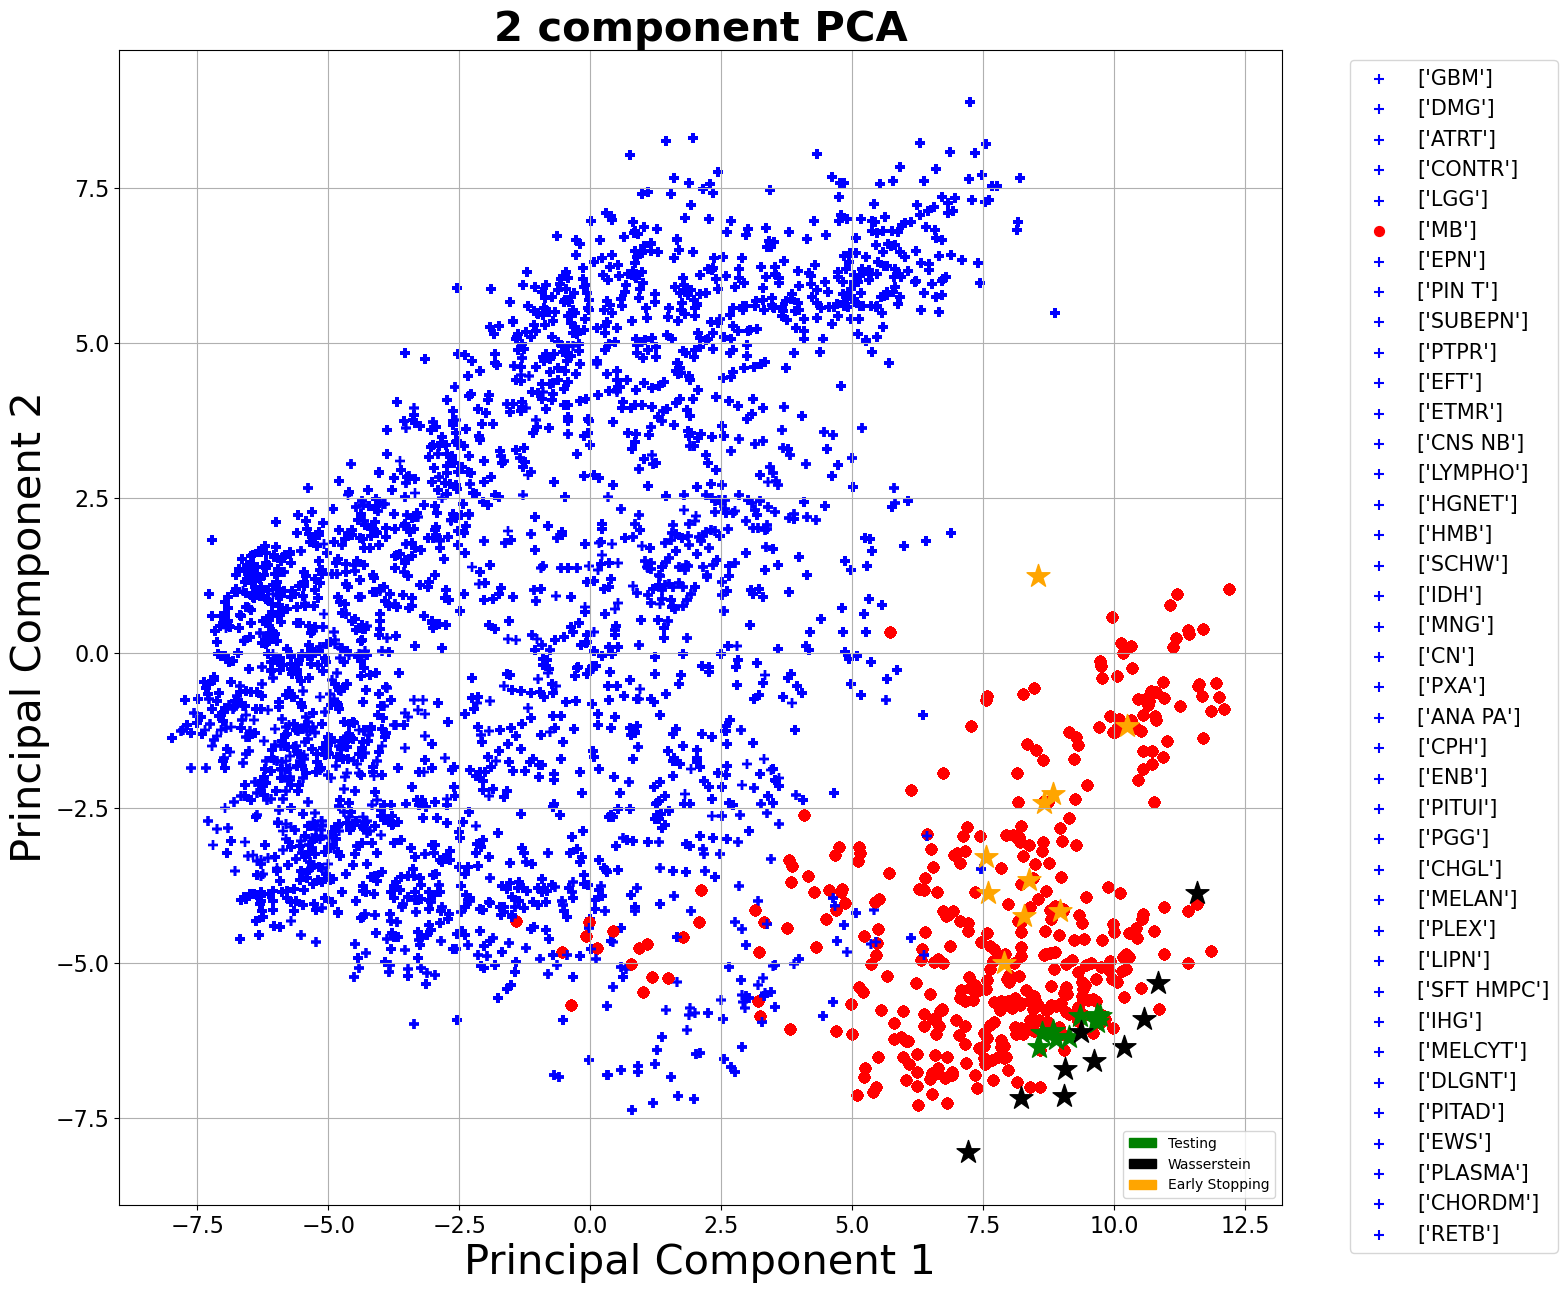 2 component PCA
Principal Component 2
7.5
5.0
2.5
0.0
−2.5
−5.0
−7.5
−7.5
−5.0
−2.5
0.0
2.5
5.0
7.5
10.0
12.5
Principal Component 1
Testing
Wasserstein
Early Stopping
['GBM']
['DMG']
['ATRT']
['CONTR']
['LGG']
['MB']
['EPN']
['PIN T']
['SUBEPN']
['PTPR']
['EFT']
['ETMR']
['CNS NB']
['LYMPHO']
['HGNET']
['HMB']
['SCHW']
['IDH']
['MNG']
['CN']
['PXA']
['ANA PA']
['CPH']
['ENB']
['PITUI']
['PGG']
['CHGL']
['MELAN']
['PLEX']
['LIPN']
['SFT HMPC']
['IHG']
['MELCYT']
['DLGNT']
['PITAD']
['EWS']
['PLASMA']
['CHORDM']
['RETB']